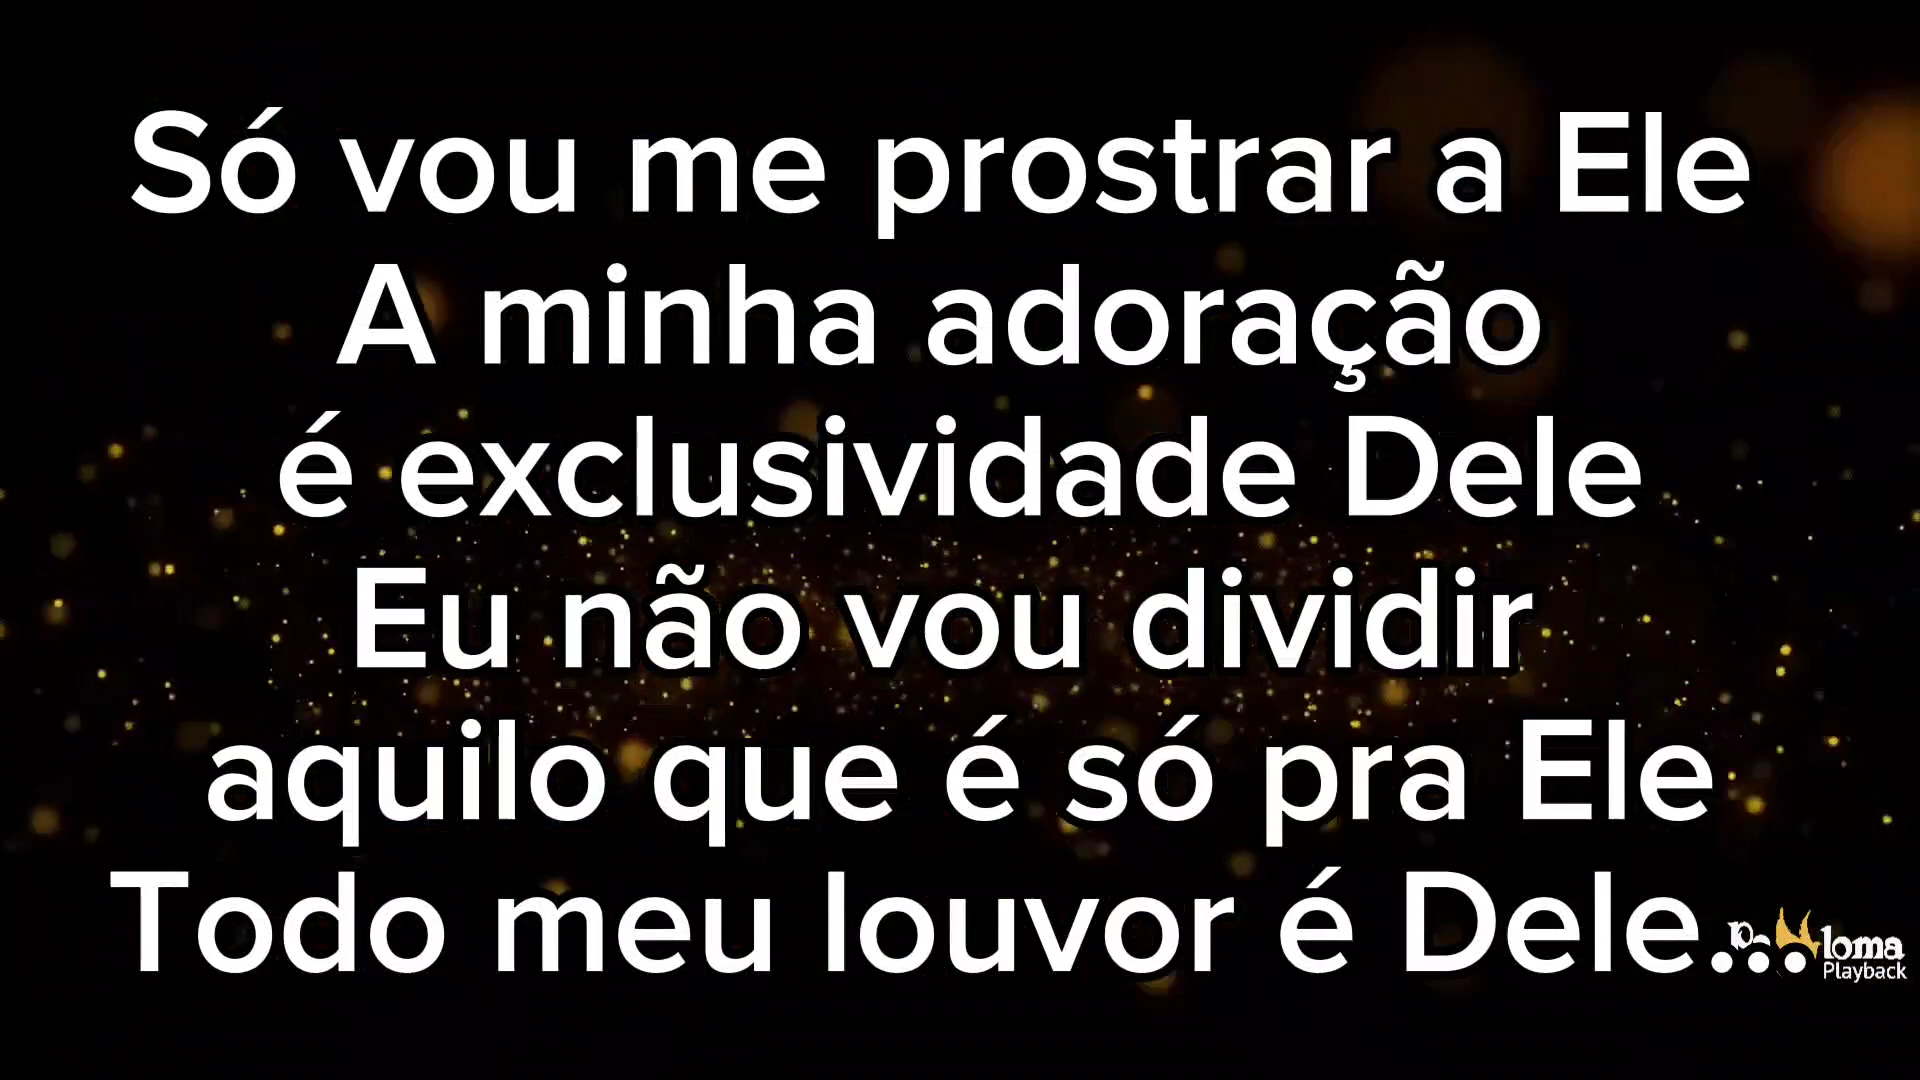 Só vou me prostrar a Ele
A minha adoração
é exclusividade Dele
Eu não vou dividir
aquilo que é só pra Ele
Todo meu louvor é Dele...
Paloma
Playback